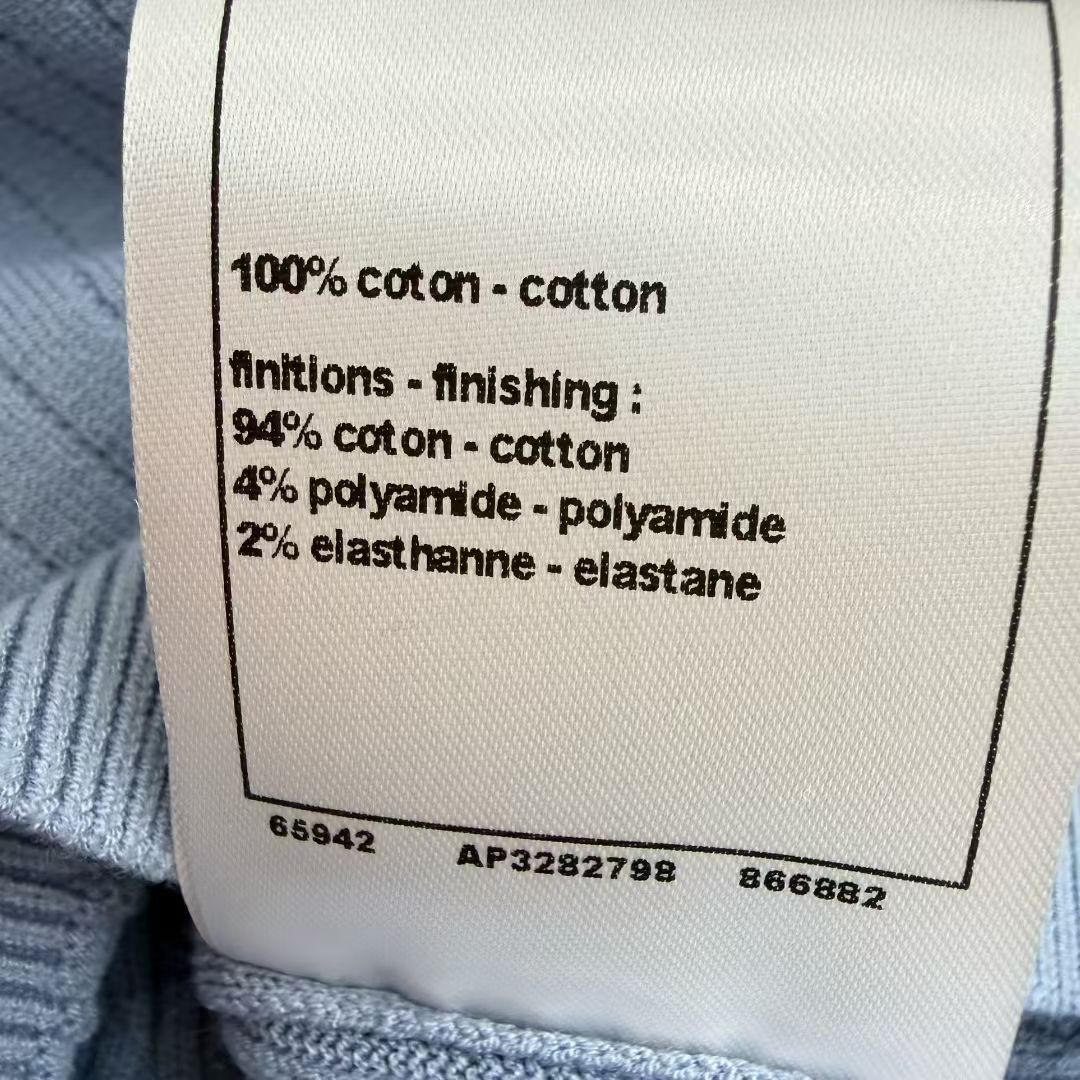 100% coton - cotton
finitions - finishing :
94% coton - cotton
4% polyamide - polyamide
2% elasthanne - elastane
65942 AP3282798 866882